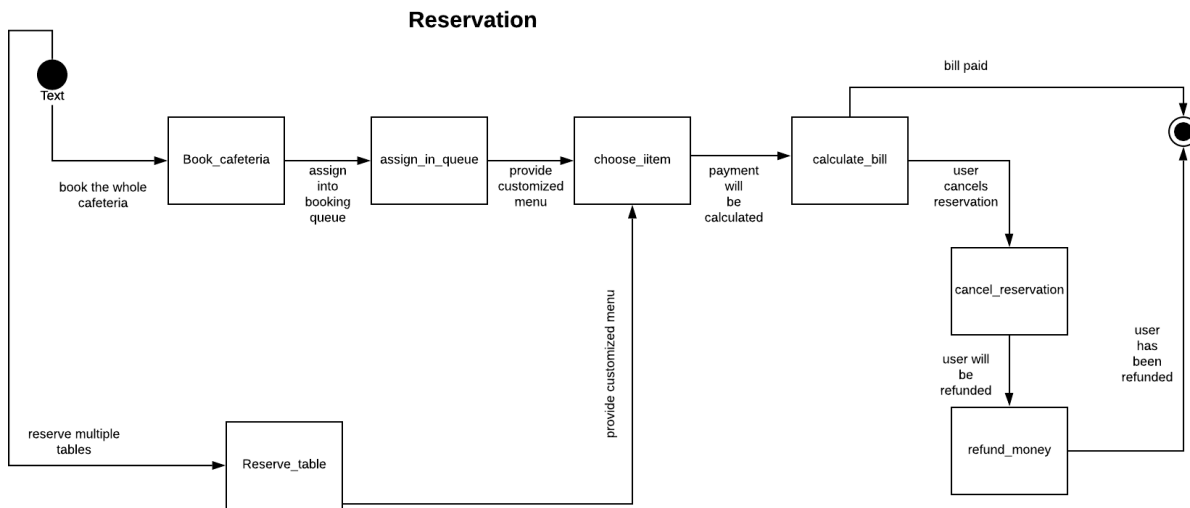 Reservation
bill paid
Text
Book_cafeteria
assign_in_queue
choose_iitem
calculate_bill
book the whole
cafeteria
assign
into
booking
queue
provide
customized
menu
payment
will
be
calculated
user
cancels
reservation
cancel_reservation
provide customized menu
user will
be
refunded
user
has
been
refunded
reserve multiple
tables
Reserve_table
refund_money